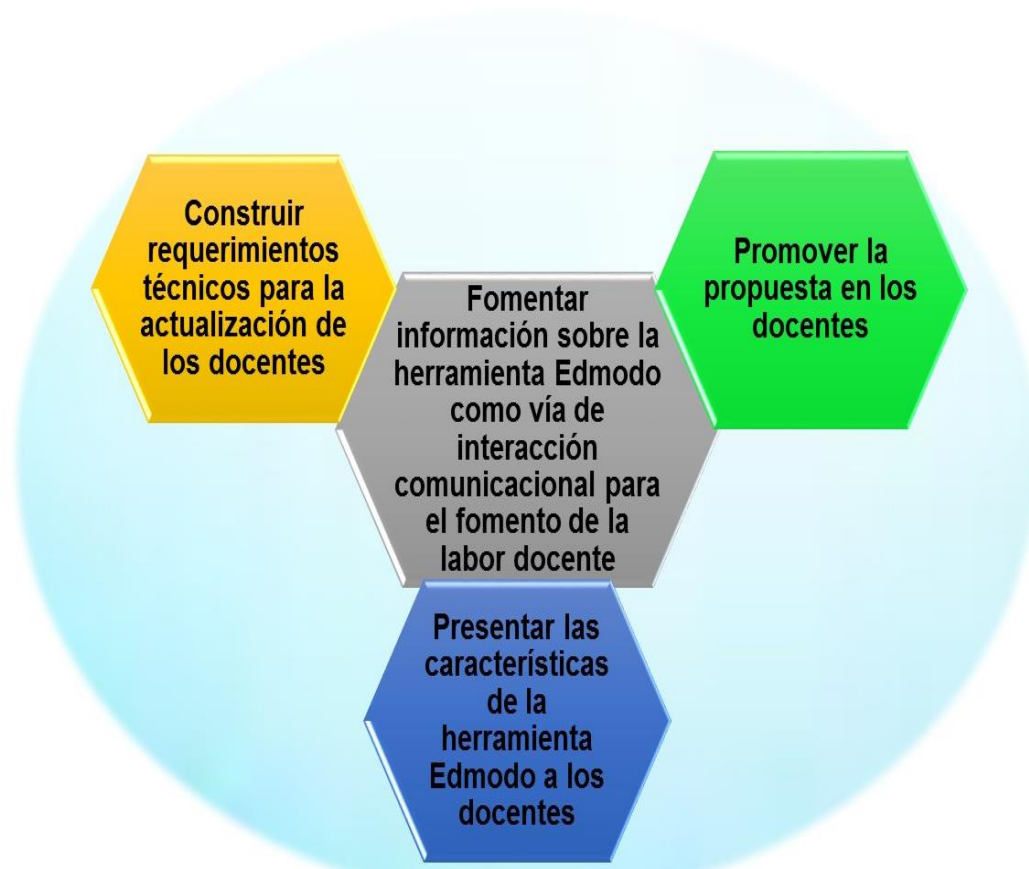 Construir
requerimientos
técnicos para la
actualización de
los docentes
Promover la
propuesta en los
docentes
Fomentar
información sobre la
herramienta Edmodo
como vía de
interacción
comunicacional para
el fomento de la
labor docente
Presentar las
característícas
de la
herramienta
Edmodo a los
docentes